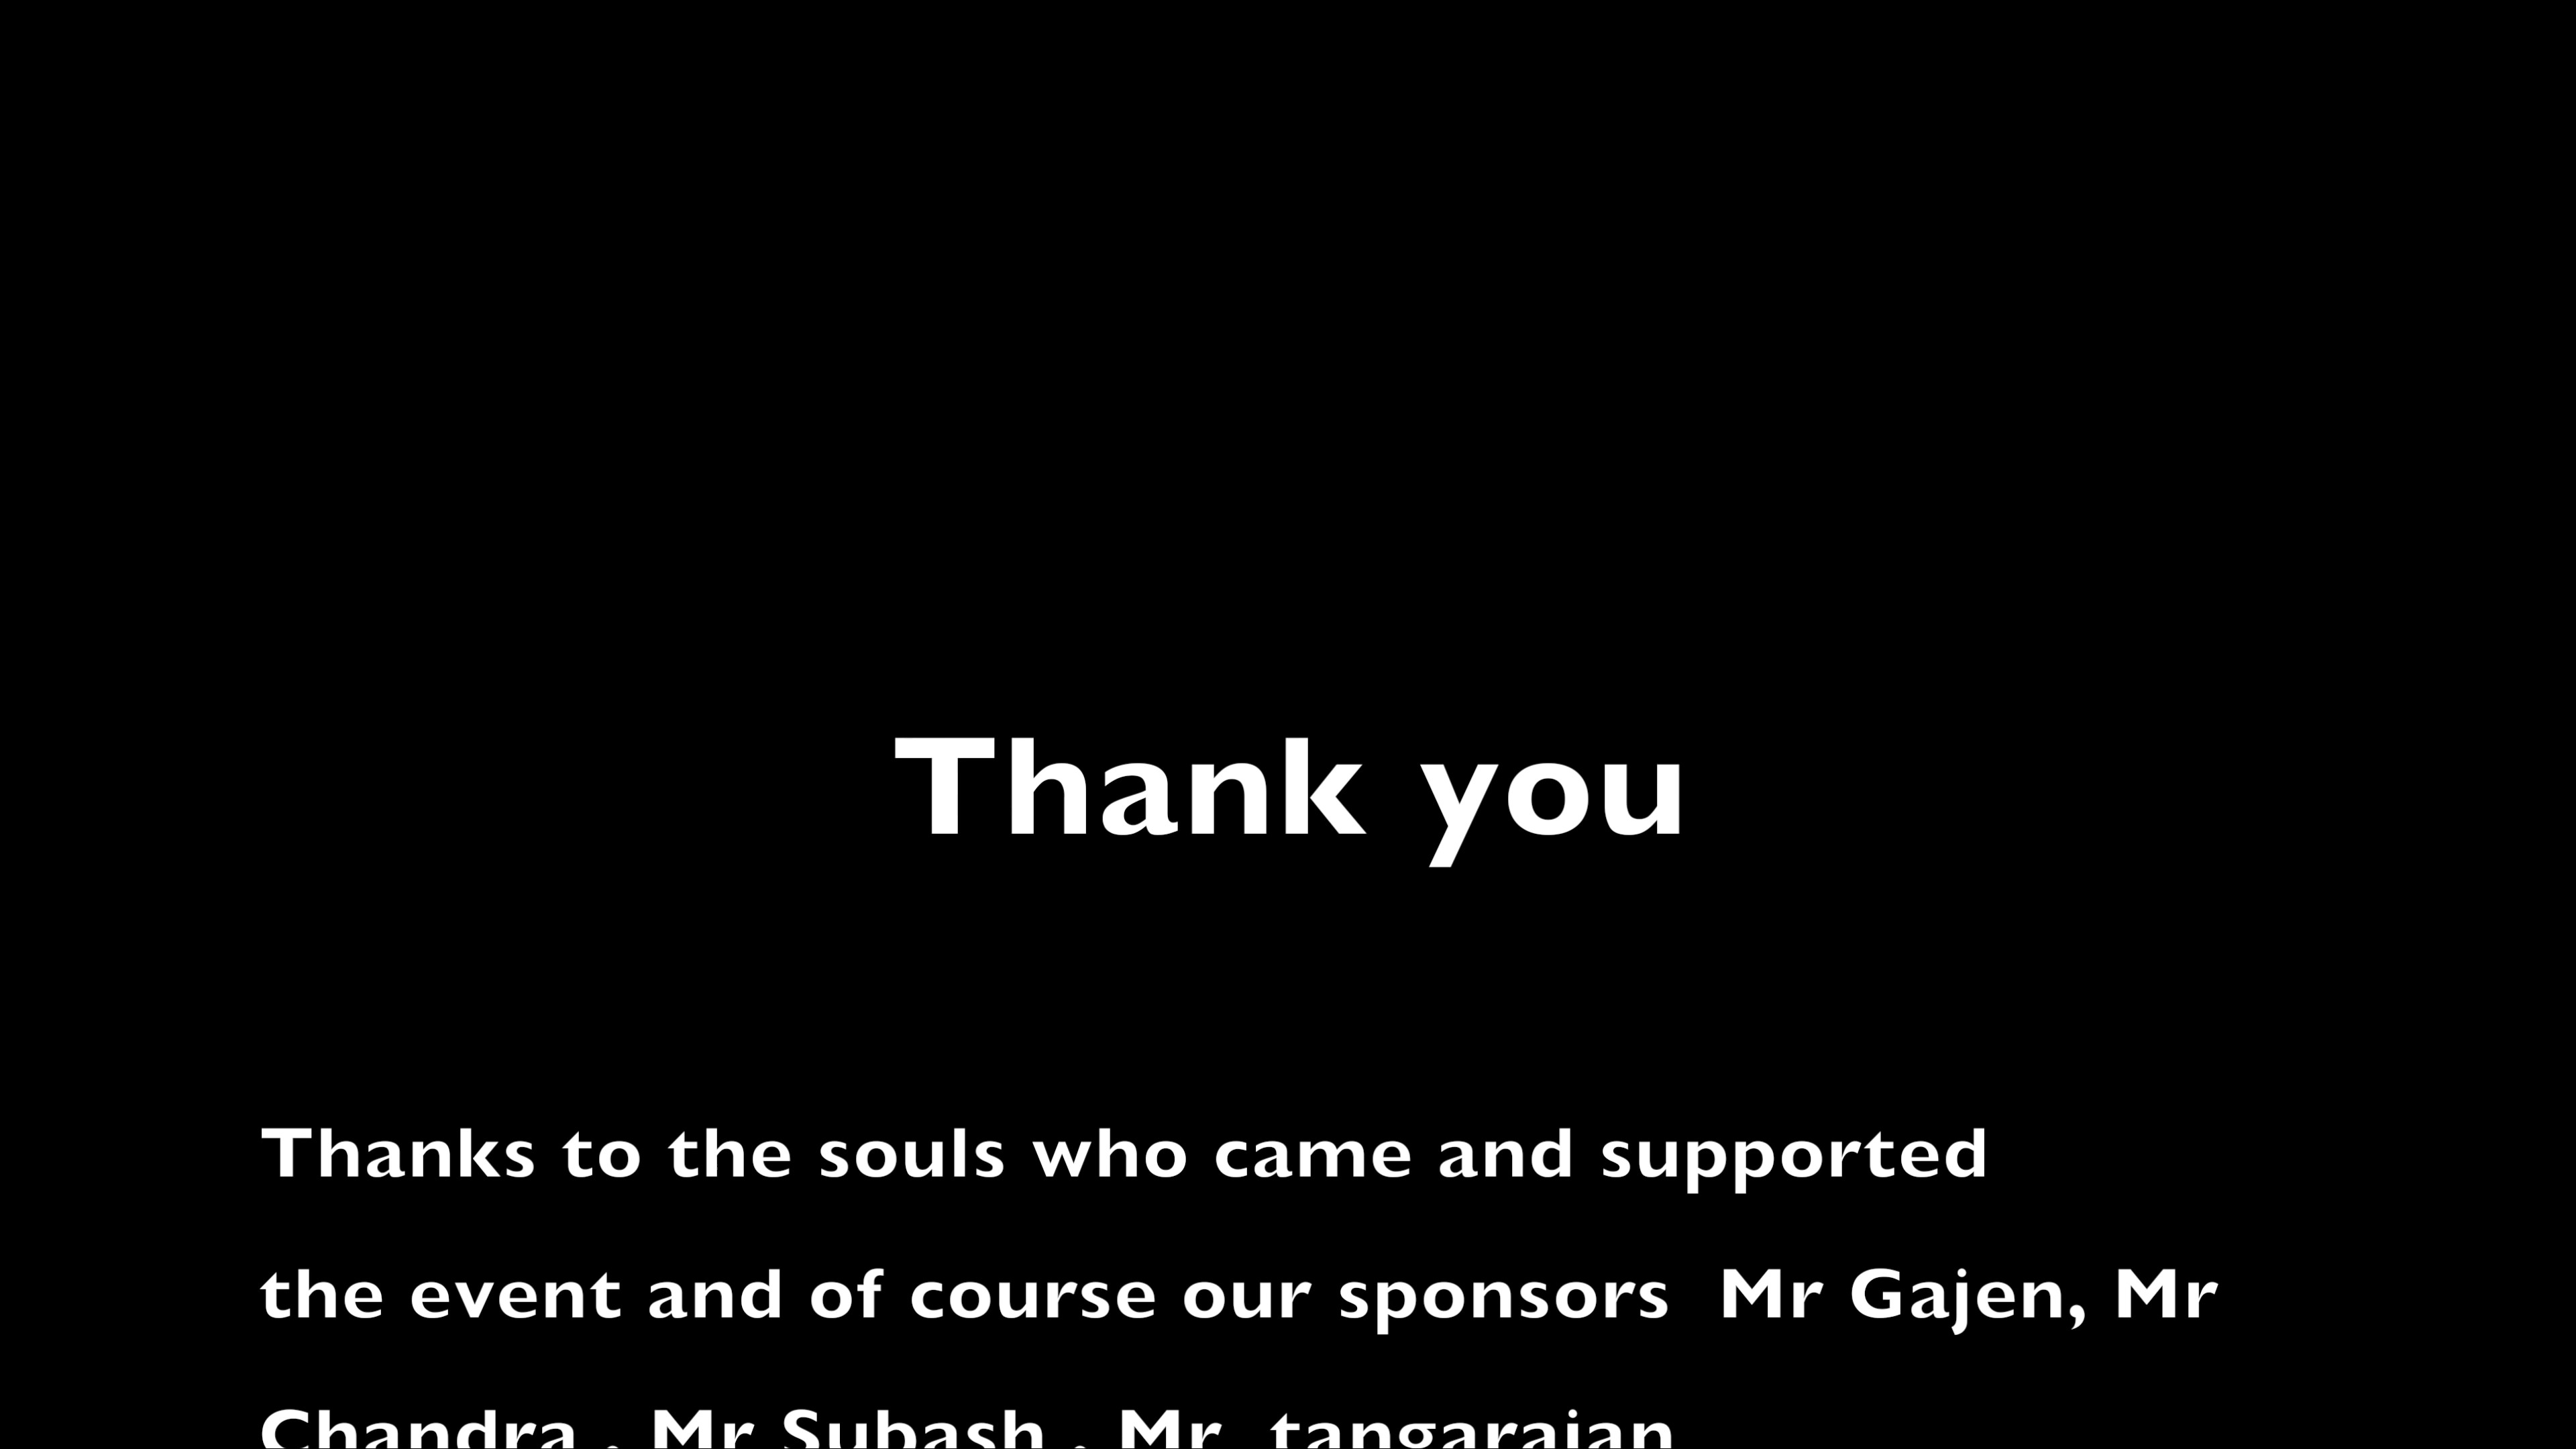 Thank you
Thanks to the souls who came and supported
the event and of course our sponsors  Mr Gajen, Mr
Chandra , Mr Subash , Mr  tangarajan